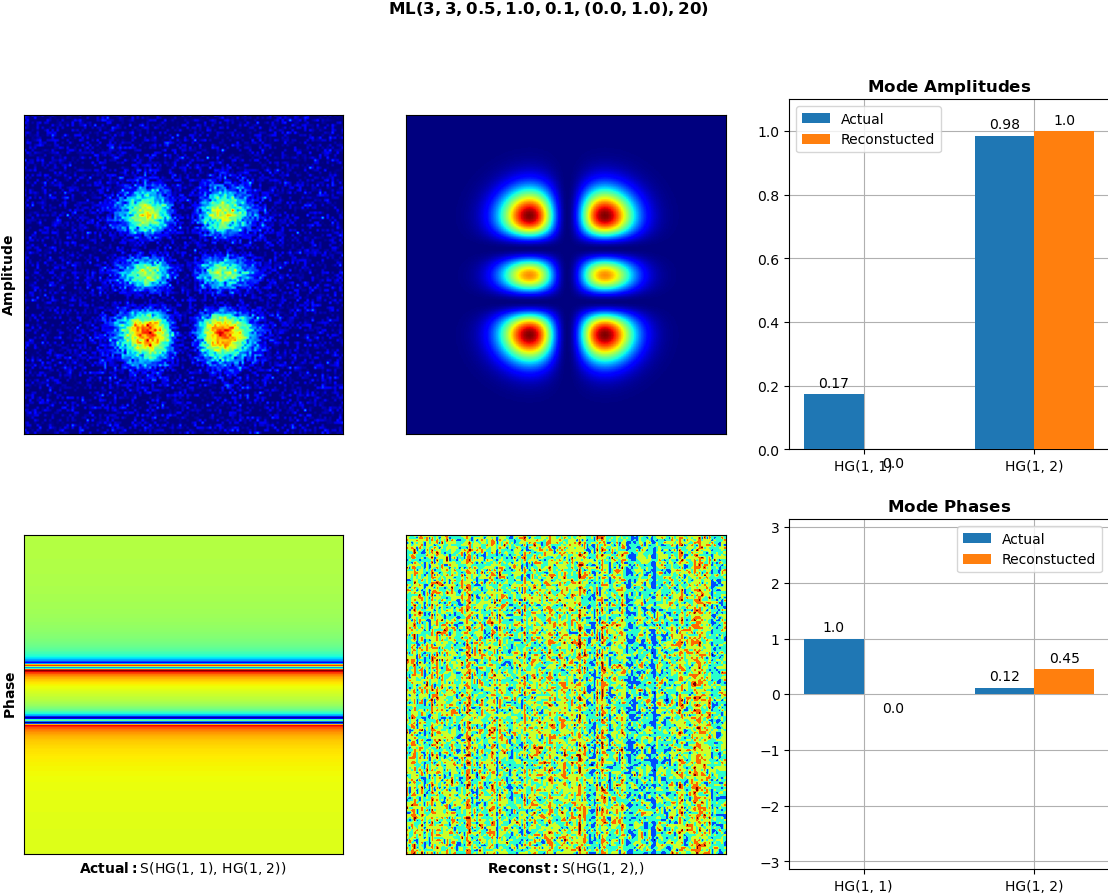 ML(3, 3, 0.5, 1.0, 0.1, (0.0, 1.0), 20)
Amplitude
Mode Amplitudes
Actual
Reconstucted
1.0
0.8
0.6
0.4
0.2
0.0
0.17
0.0
0.98
1.0
HG(1, 1)
HG(1, 2)
Phase
Actual: S(HG(1, 1), HG(1, 2))
Reconst: S(HG(1, 2),)
Mode Phases
Actual
Reconstucted
3
2
1
0
−1
−2
−3
1.0
0.0
0.12
0.45
HG(1, 1)
HG(1, 2)